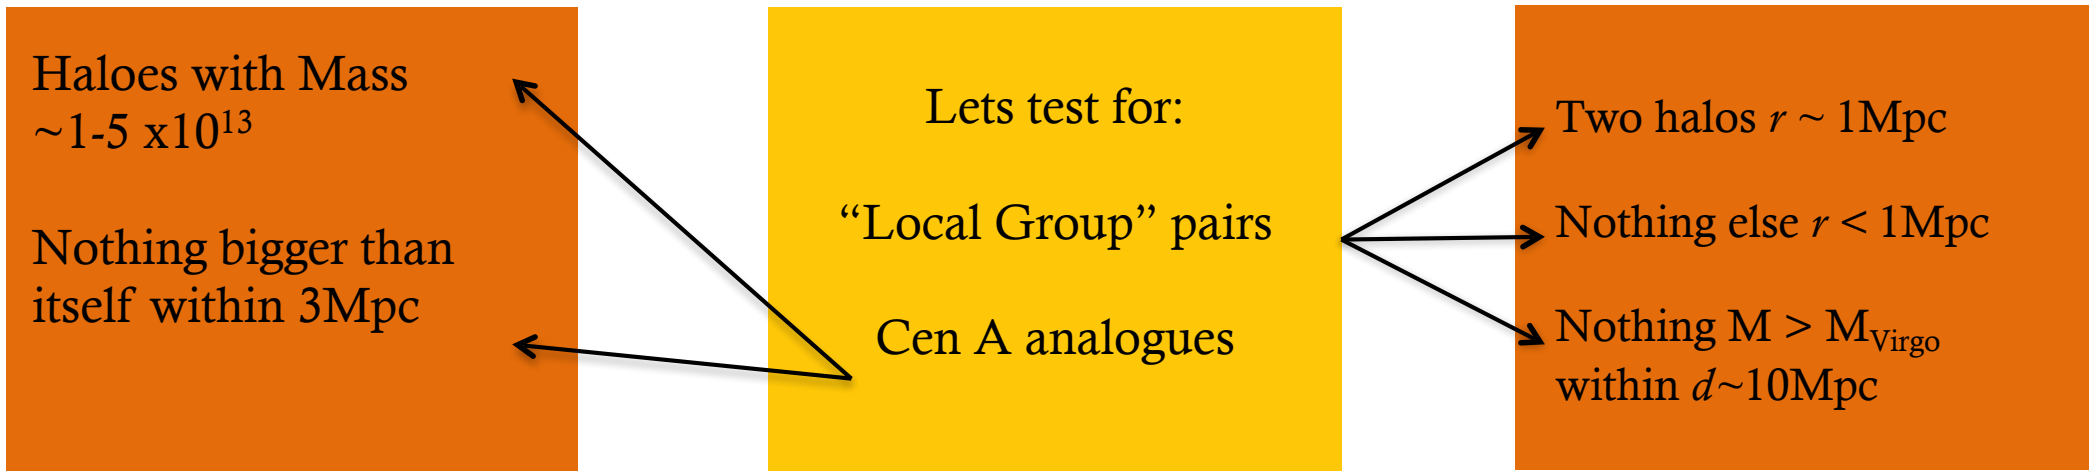 Haloes with Mass
~1-5 x10¹³
Nothing bigger than
itself within 3Mpc
Lets test for:
“Local Group” pairs
Cen A analogues
Two halos r ~ 1Mpc
Nothing else r < 1Mpc
Nothing M > M_Virgo
within d~10Mpc